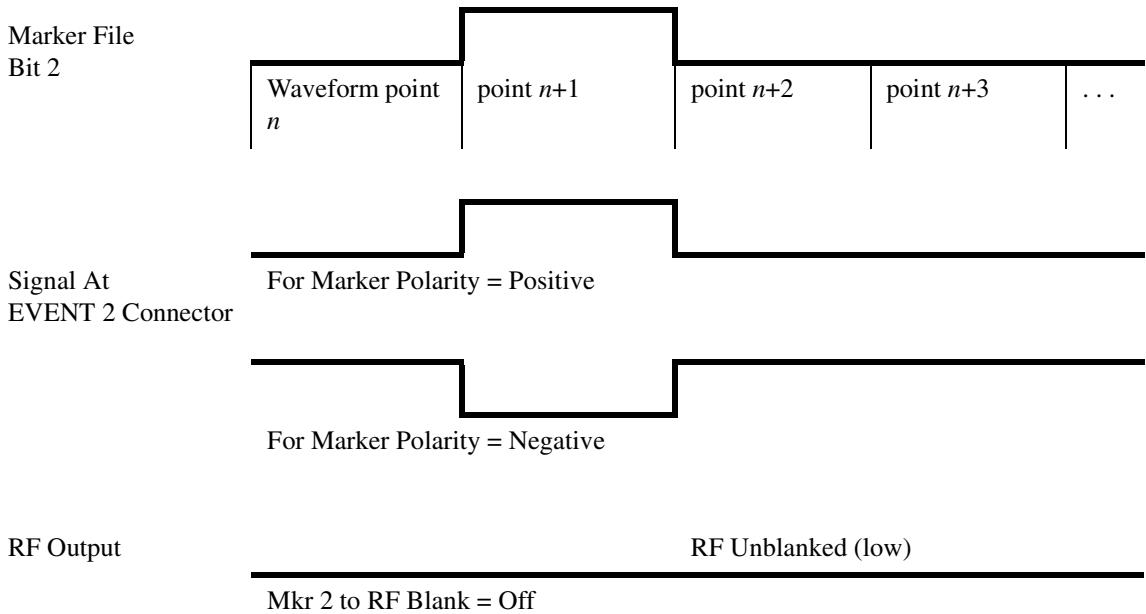 Marker File
Bit 2
Waveform point
n
point n+1
point n+2
point n+3
. . .
Signal At
EVENT 2 Connector
For Marker Polarity = Positive
For Marker Polarity = Negative
RF Output
RF Unblanked (low)
Mkr 2 to RF Blank = Off